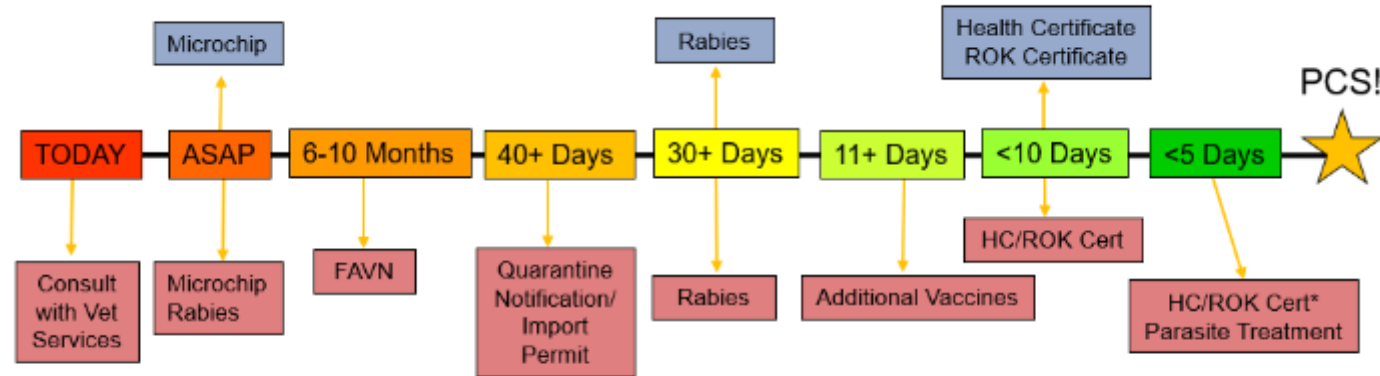 Microchip
Rabies
Health Certificate
ROK Certificate
PCS!
TODAY
ASAP
6-10 Months
40+ Days
30+ Days
11+ Days
<10 Days
<5 Days
Consult
with Vet
Services
Microchip
Rabies
FAVN
Quarantine
Notification/
Import
Permit
Rabies
Additional Vaccines
HC/ROK Cert
HC/ROK Cert*
Parasite Treatment